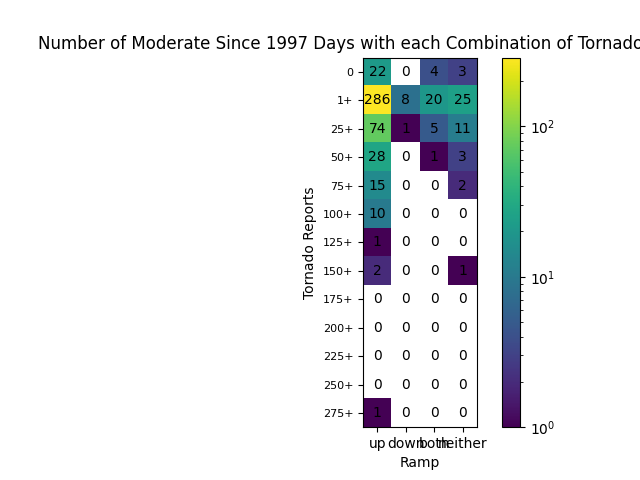 Number of Moderate Since 1997 Days with each Combination of Tornado
0 22 0 4 3
1+ 286 8 20 25
25+ 74 1 5 11
50+ 28 0 1 3
75+ 15 0 0 2
100+ 10 0 0 0
125+ 1 0 0 0
150+ 2 0 0 1
175+ 0 0 0 0
200+ 0 0 0 0
225+ 0 0 0 0
250+ 0 0 0 0
275+ 1 0 0 0
up down both neither
Ramp
Tornado Reports
10²
10¹
10⁰